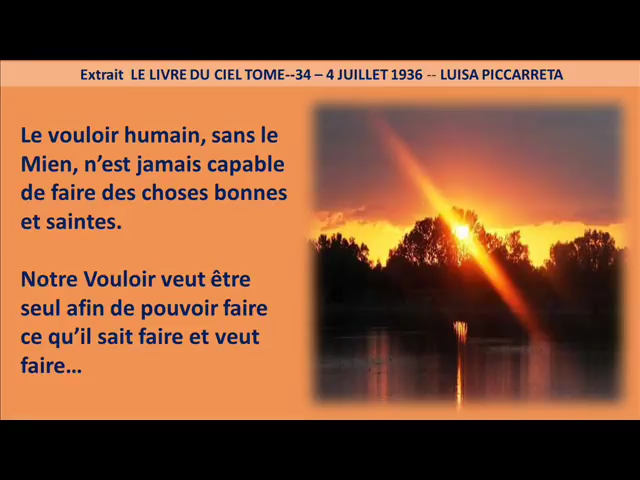 Extrait LE LIVRE DU CIEL TOME--34 – 4 JUILLET 1936 -- LUISA PICCARRETA
Le vouloir humain, sans le
Mien, n’est jamais capable
de faire des choses bonnes
et saintes.
Notre Vouloir veut être
seul afin de pouvoir faire
ce qu’il sait faire et veut
faire…